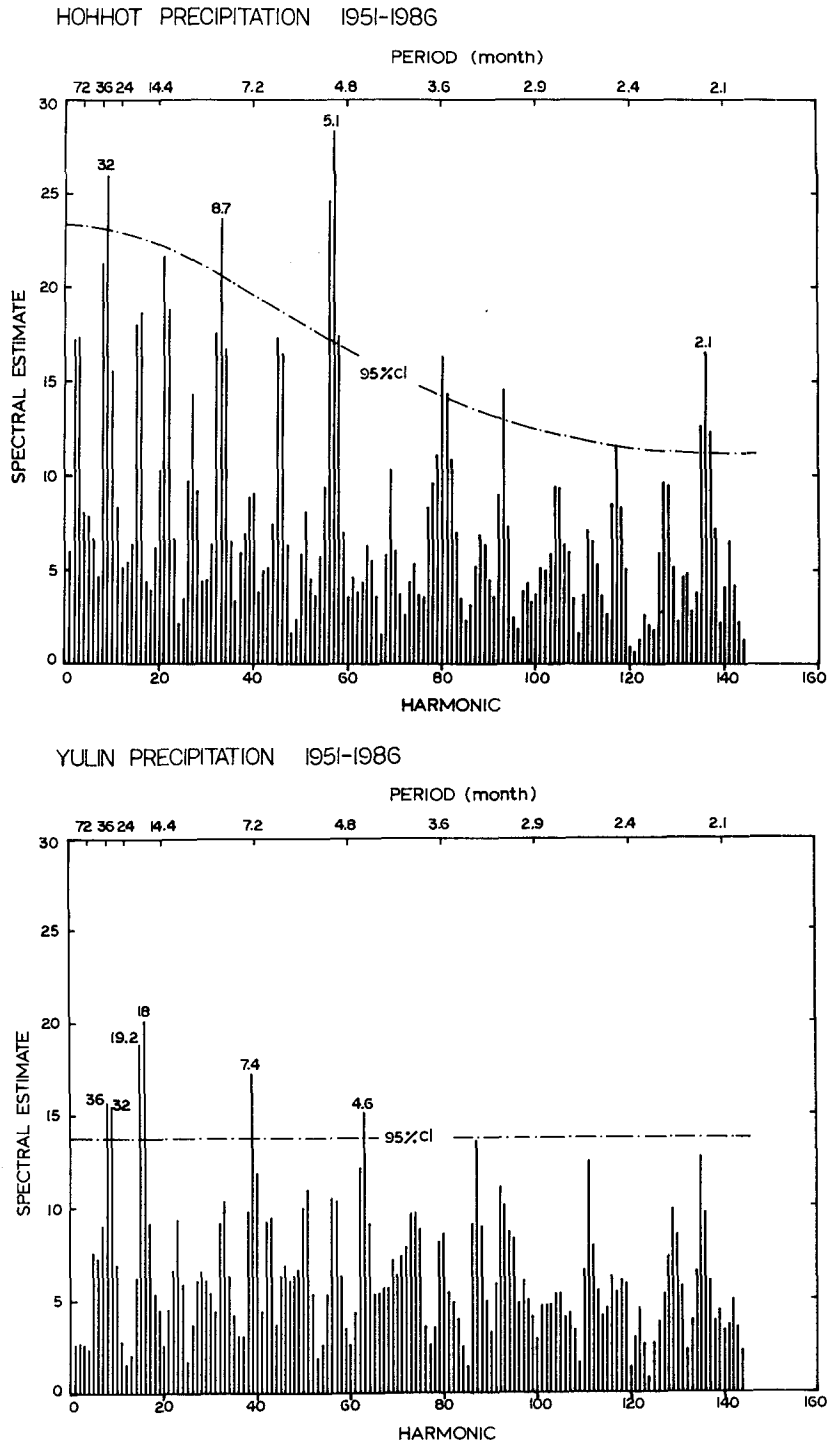 HOHHOT PRECIPITATION 1951-1986
PERIOD (month)
72 36 24 14.4 7.2 4.8 3.6 2.9 2.4 2.1
30
25
20
15
10
5
0
SPECTRAL ESTIMATE
32
8.7
5.1
95%cl
2.1
0 20 40 60 80 100 120 140 160
HARMONIC
YULIN PRECIPITATION 1951-1986
PERIOD (month)
72 36 24 14.4 7.2 4.8 3.6 2.9 2.4 2.1
30
25
20
15
10
5
0
SPECTRAL ESTIMATE
36
32
19.2
18
7.4
4.6
95%cl
0 20 40 60 80 100 120 140 160
HARMONIC